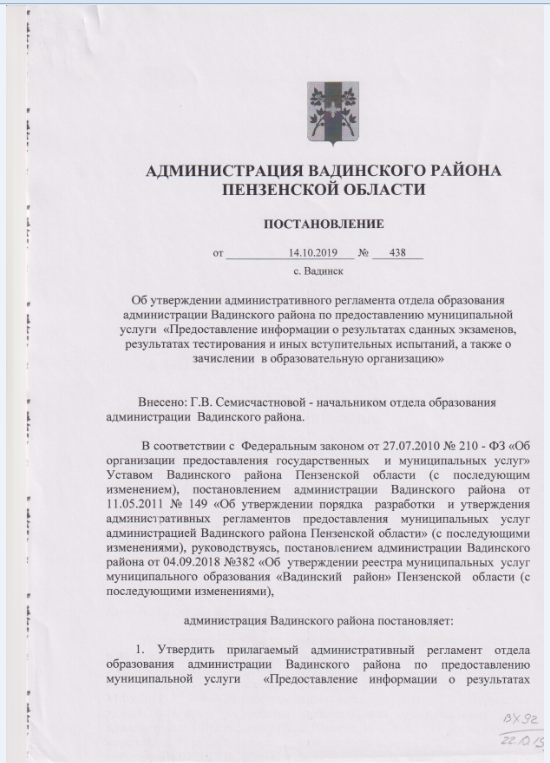 АДМИНИСТРАЦИЯ ВАДИНСКОГО РАЙОНА
ПЕНЗЕНСКОЙ ОБЛАСТИ
ПОСТАНОВЛЕНИЕ
от 14.10.2019 № 438
с. Вадинск
Об утверждении административного регламента отдела образования
администрации Вадинского района по предоставлению муниципальной
услуги «Предоставление информации о результатах сданных экзаменов,
результатах тестирования и иных вступительных испытаний, а также о
зачислении в образовательную организацию»
Внесено: Г.В. Семисчастновой - начальником отдела образования
администрации Вадинского района.
В соответствии с Федеральным законом от 27.07.2010 № 210 - ФЗ «Об
организации предоставления государственных и муниципальных услуг»
Уставом Вадинского района Пензенской области (с последующим
изменением), постановлением администрации Вадинского района от
11.05.2011 № 149 «Об утверждении порядка разработки и утверждения
административных регламентов предоставления муниципальных услуг
администрацией Вадинского района Пензенской области» (с последующими
изменениями), руководствуясь, постановлением администрации Вадинского
района от 04.09.2018 №382 «Об утверждении реестра муниципальных услуг
муниципального образования «Вадинский район» Пензенской области (с
последующими изменениями),
администрация Вадинского района постановляет:
1. Утвердить прилагаемый административный регламент отдела
образования администрации Вадинского района по предоставлению
муниципальной услуги «Предоставление информации о результатах
вх92
22.10.19